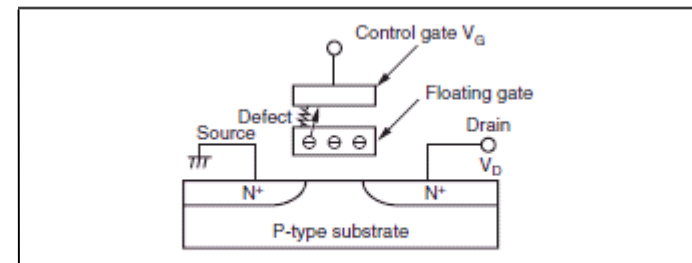 Control gate V_G
Floating gate
Defect
Source
Drain
V_D
N⁺ N⁺
P-type substrate